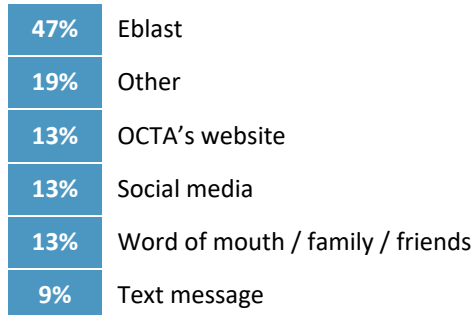 47% Eblast
19% Other
13% OCTA’s website
13% Social media
13% Word of mouth / family / friends
9% Text message